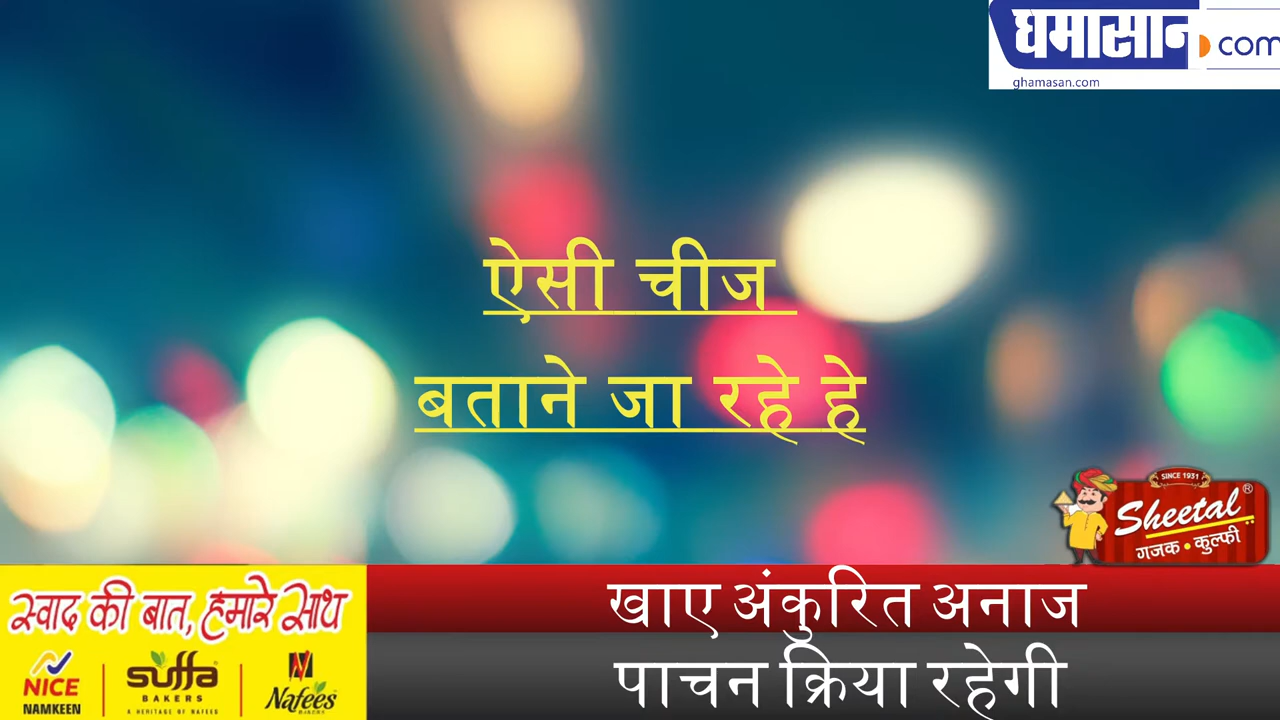 घमासान.com
ghamasan.com
ऐसी चीज
बताने जा रहे हे
SINCE 1931
Sheetal®
गजक • कुल्फी
स्वाद की बात, हमारे साथ
NICE
NAMKEEN
suffa®
BAKERS
A HERITAGE OF NAFEES
Nafees
BAKERY
खाए अंकुरित अनाज
पाचन क्रिया रहेगी